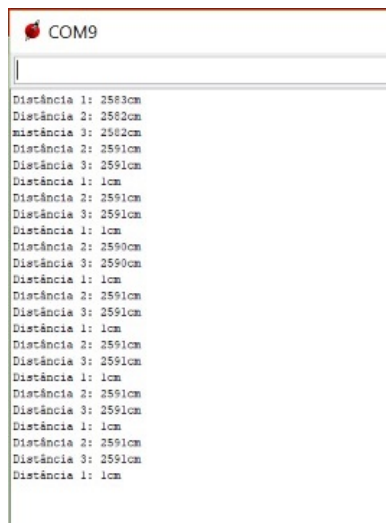 COM9
Distância 1: 2583cm
Distância 2: 2582cm
mistância 3: 2582cm
Distância 2: 2591cm
Distância 3: 2591cm
Distância 1: 1cm
Distância 2: 2591cm
Distância 3: 2591cm
Distância 1: 1cm
Distância 2: 2590cm
Distância 3: 2590cm
Distância 1: 1cm
Distância 2: 2591cm
Distância 3: 2591cm
Distância 1: 1cm
Distância 2: 2591cm
Distância 3: 2591cm
Distância 1: 1cm
Distância 2: 2591cm
Distância 3: 2591cm
Distância 1: 1cm
Distância 2: 2591cm
Distância 3: 2591cm
Distância 1: 1cm